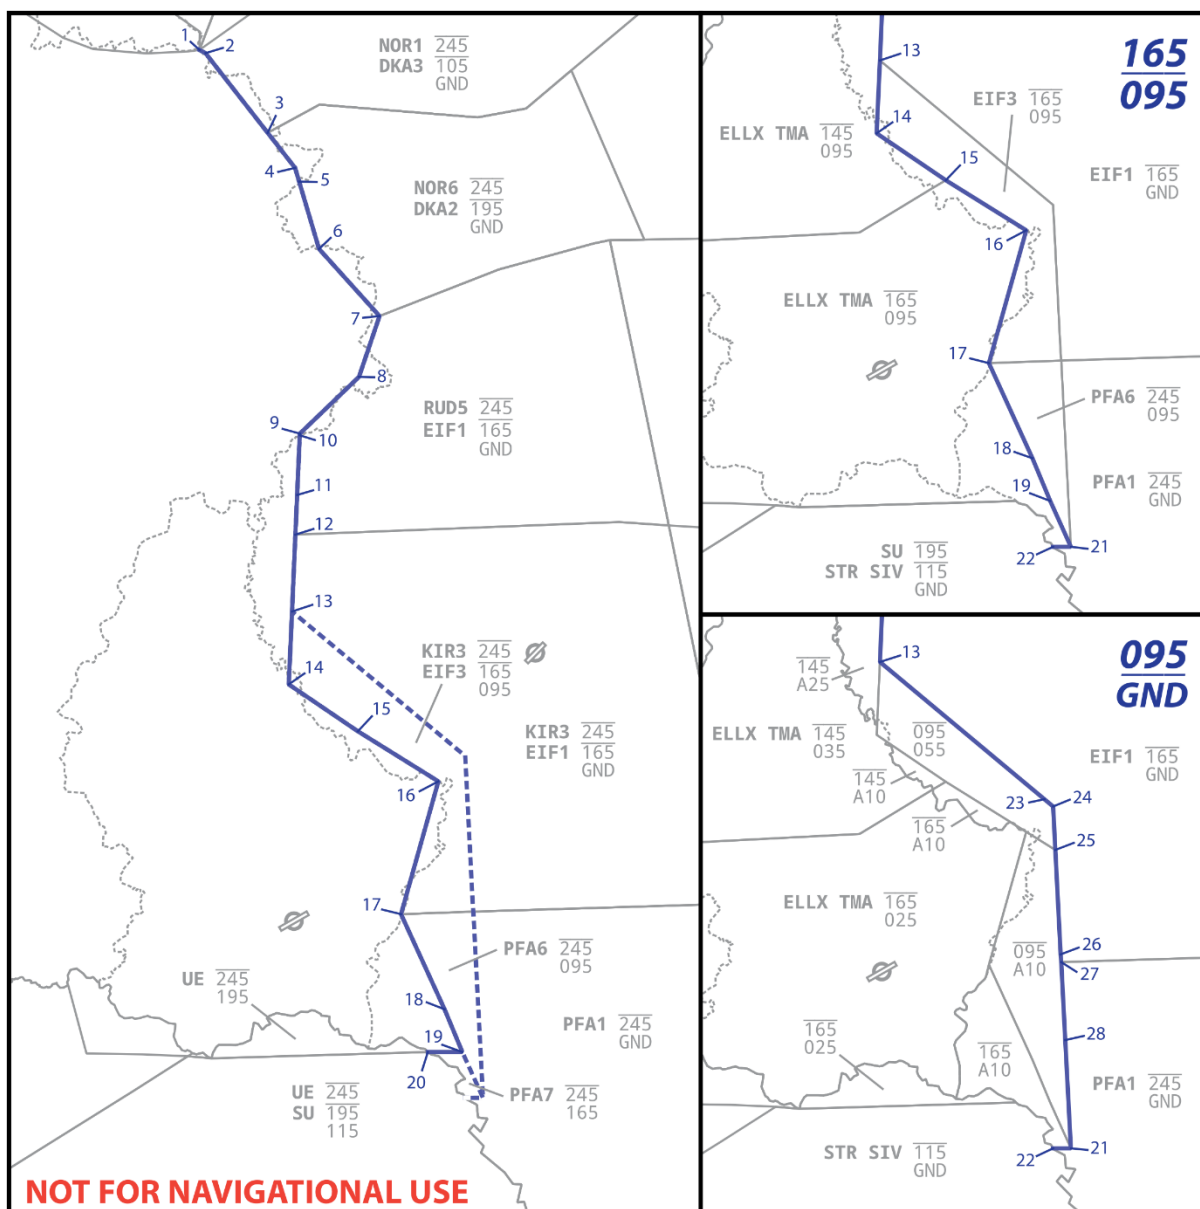 1
2
NOR1 245
DKA3 105
GND
3
4
5
NOR6 245
DKA2 195
GND
6
7
8
RUD5 245
EIF1 165
GND
9
10
11
12
13
KIR3 245
EIF3 165
095
14
15
KIR3 245
EIF1 165
GND
16
17
PFA6 245
095
UE 245
195
18
PFA1 245
GND
19
20
UE 245
SU 195
115
PFA7 245
165
NOT FOR NAVIGATIONAL USE
165
095
13
EIF3 165
095
14
ELLX TMA 145
095
15
EIF1 165
GND
16
ELLX TMA 165
095
17
PFA6 245
095
18
19
PFA1 245
GND
SU 195
STR SIV 115
GND
22
21
095
GND
13
145
A25
ELLX TMA 145
035
095
055
EIF1 165
GND
145
A10
23
24
165
A10
25
ELLX TMA 165
025
095
A10
26
27
165
025
28
165
A10
PFA1 245
GND
STR SIV 115
GND
22
21